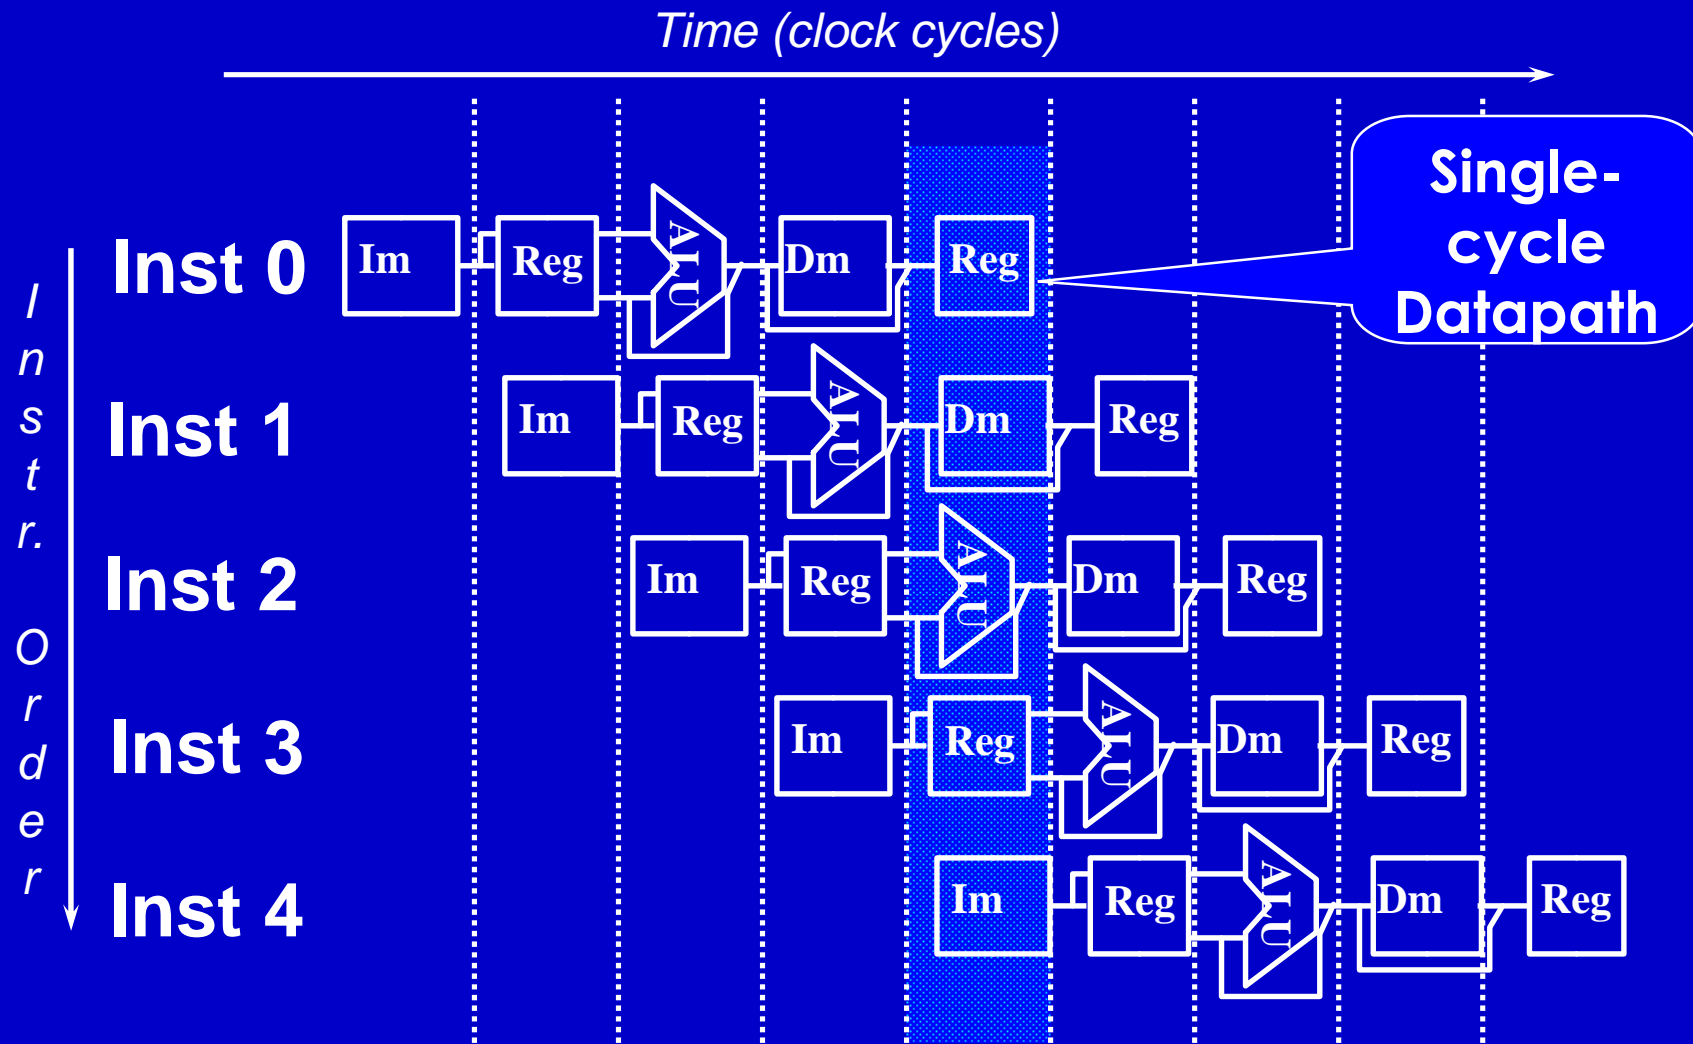 Time (clock cycles)
Single-
cycle
Datapath
Instr. Order
Inst 0 Im Reg ALU Dm Reg
Inst 1 Im Reg ALU Dm Reg
Inst 2 Im Reg ALU Dm Reg
Inst 3 Im Reg ALU Dm Reg
Inst 4 Im Reg ALU Dm Reg